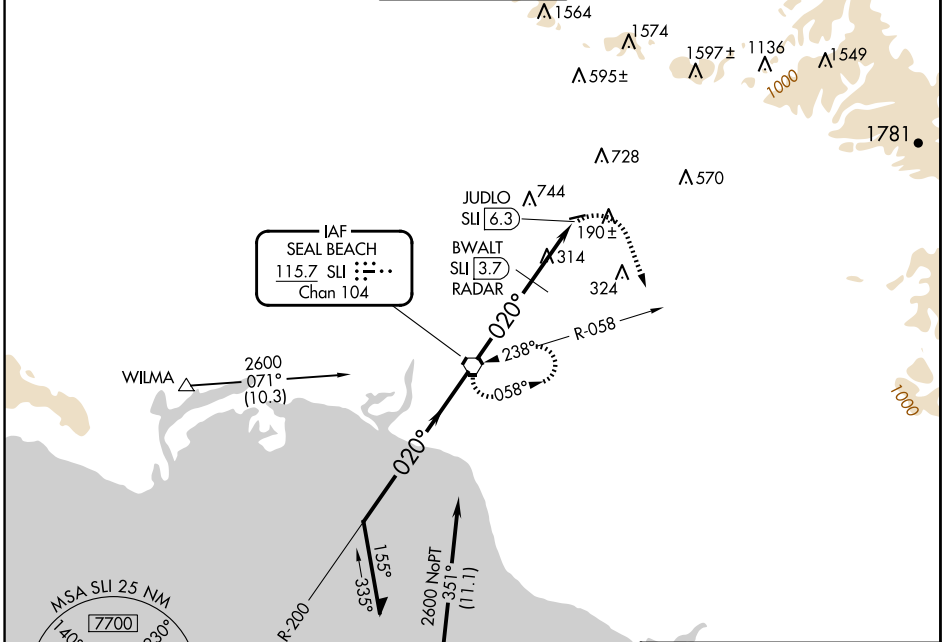 1564
1574
1597 ±
1136
1549
595 ±
1000
1781
728
570
744
JUDLO
SLI 6.3
190 ±
IAF
SEAL BEACH
115.7 SLI
Chan 104
BWALT
SLI 3.7
RADAR
314
324
020°
R-058
238°
058°
WILMA
2600
071°
(10.3)
1000
020°
155°
335°
2600 NoPT
351°
(11.1)
R-200
MSA SLI 25 NM
7700
140°
230°